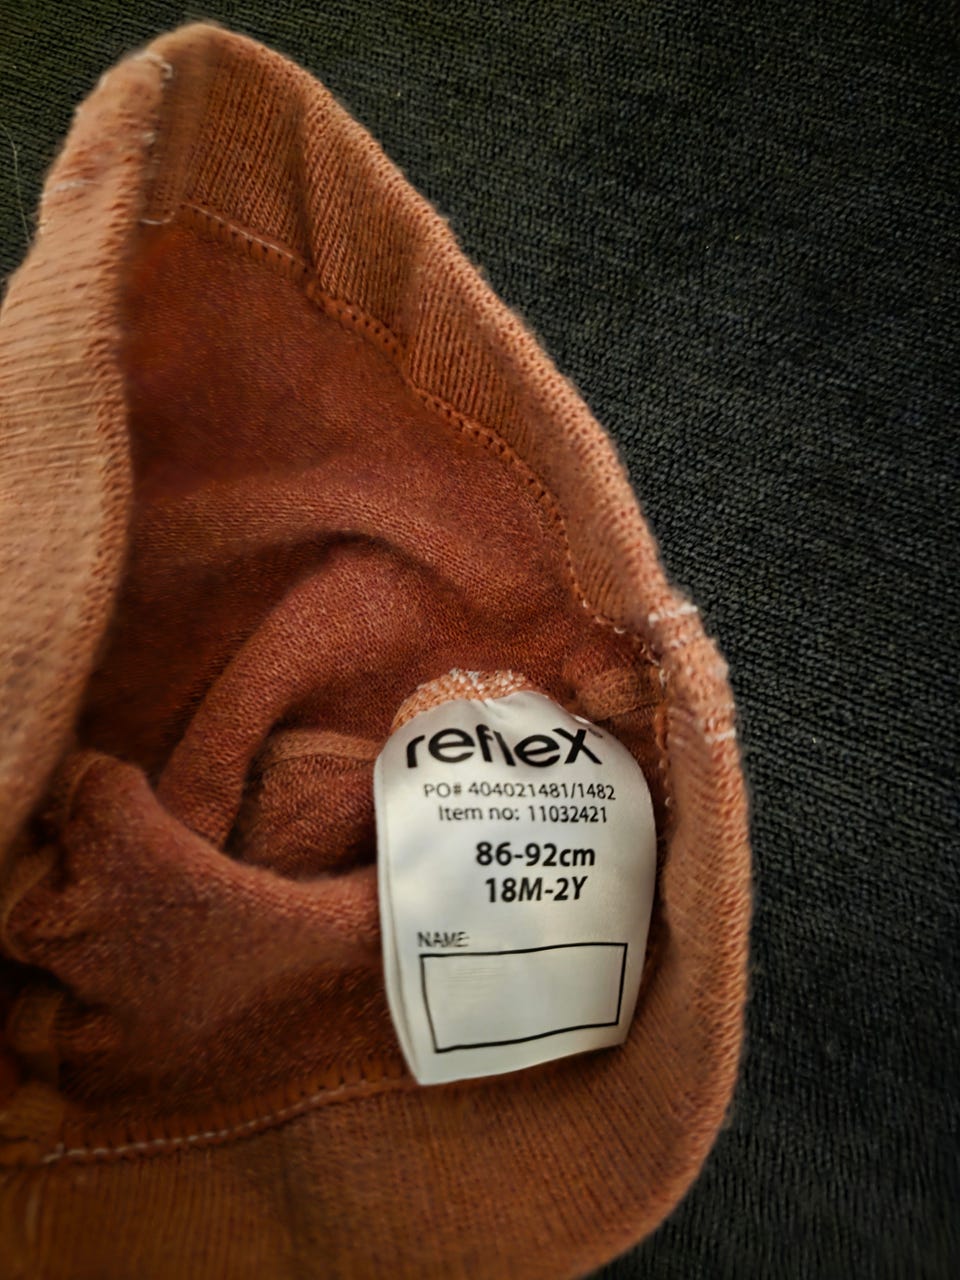 reflex
PO# 404021481/1482
Item no: 11032421
86-92cm
18M-2Y
NAME: